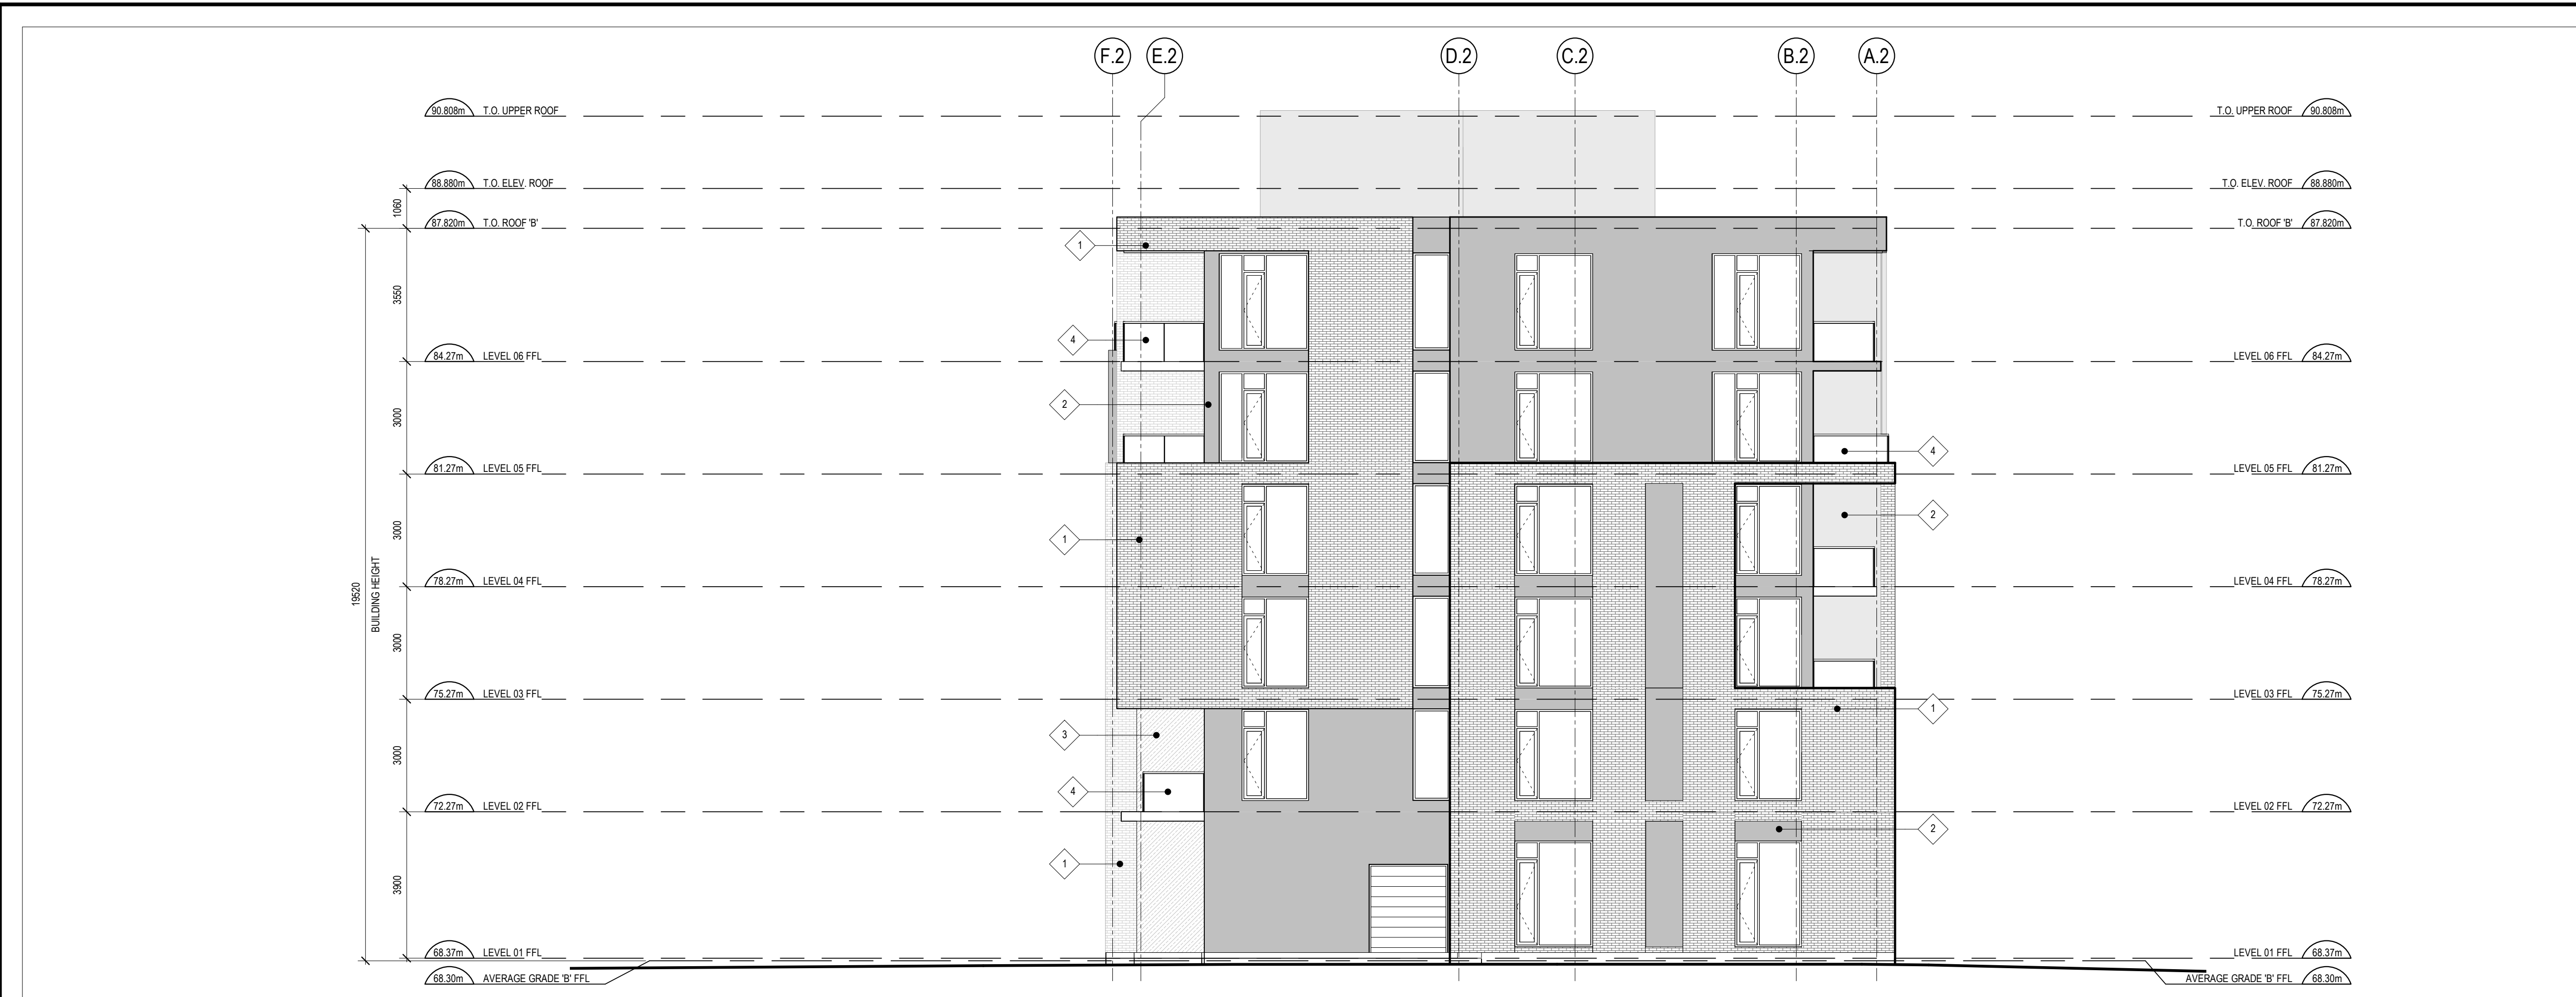 F.2 E.2 D.2 C.2 B.2 A.2
90.808m T.O. UPPER ROOF T.O. UPPER ROOF 90.808m
88.880m T.O. ELEV. ROOF T.O. ELEV. ROOF 88.880m
1060
87.820m T.O. ROOF 'B' T.O. ROOF 'B' 87.820m
1
3550
4
84.27m LEVEL 06 FFL LEVEL 06 FFL 84.27m
2
3000
4
81.27m LEVEL 05 FFL LEVEL 05 FFL 81.27m
2
3000
1
78.27m LEVEL 04 FFL LEVEL 04 FFL 78.27m
19520
BUILDING HEIGHT
3000
75.27m LEVEL 03 FFL LEVEL 03 FFL 75.27m
1
3
3000
4
72.27m LEVEL 02 FFL LEVEL 02 FFL 72.27m
2
1
3900
68.37m LEVEL 01 FFL LEVEL 01 FFL 68.37m
68.30m AVERAGE GRADE 'B' FFL AVERAGE GRADE 'B' FFL 68.30m